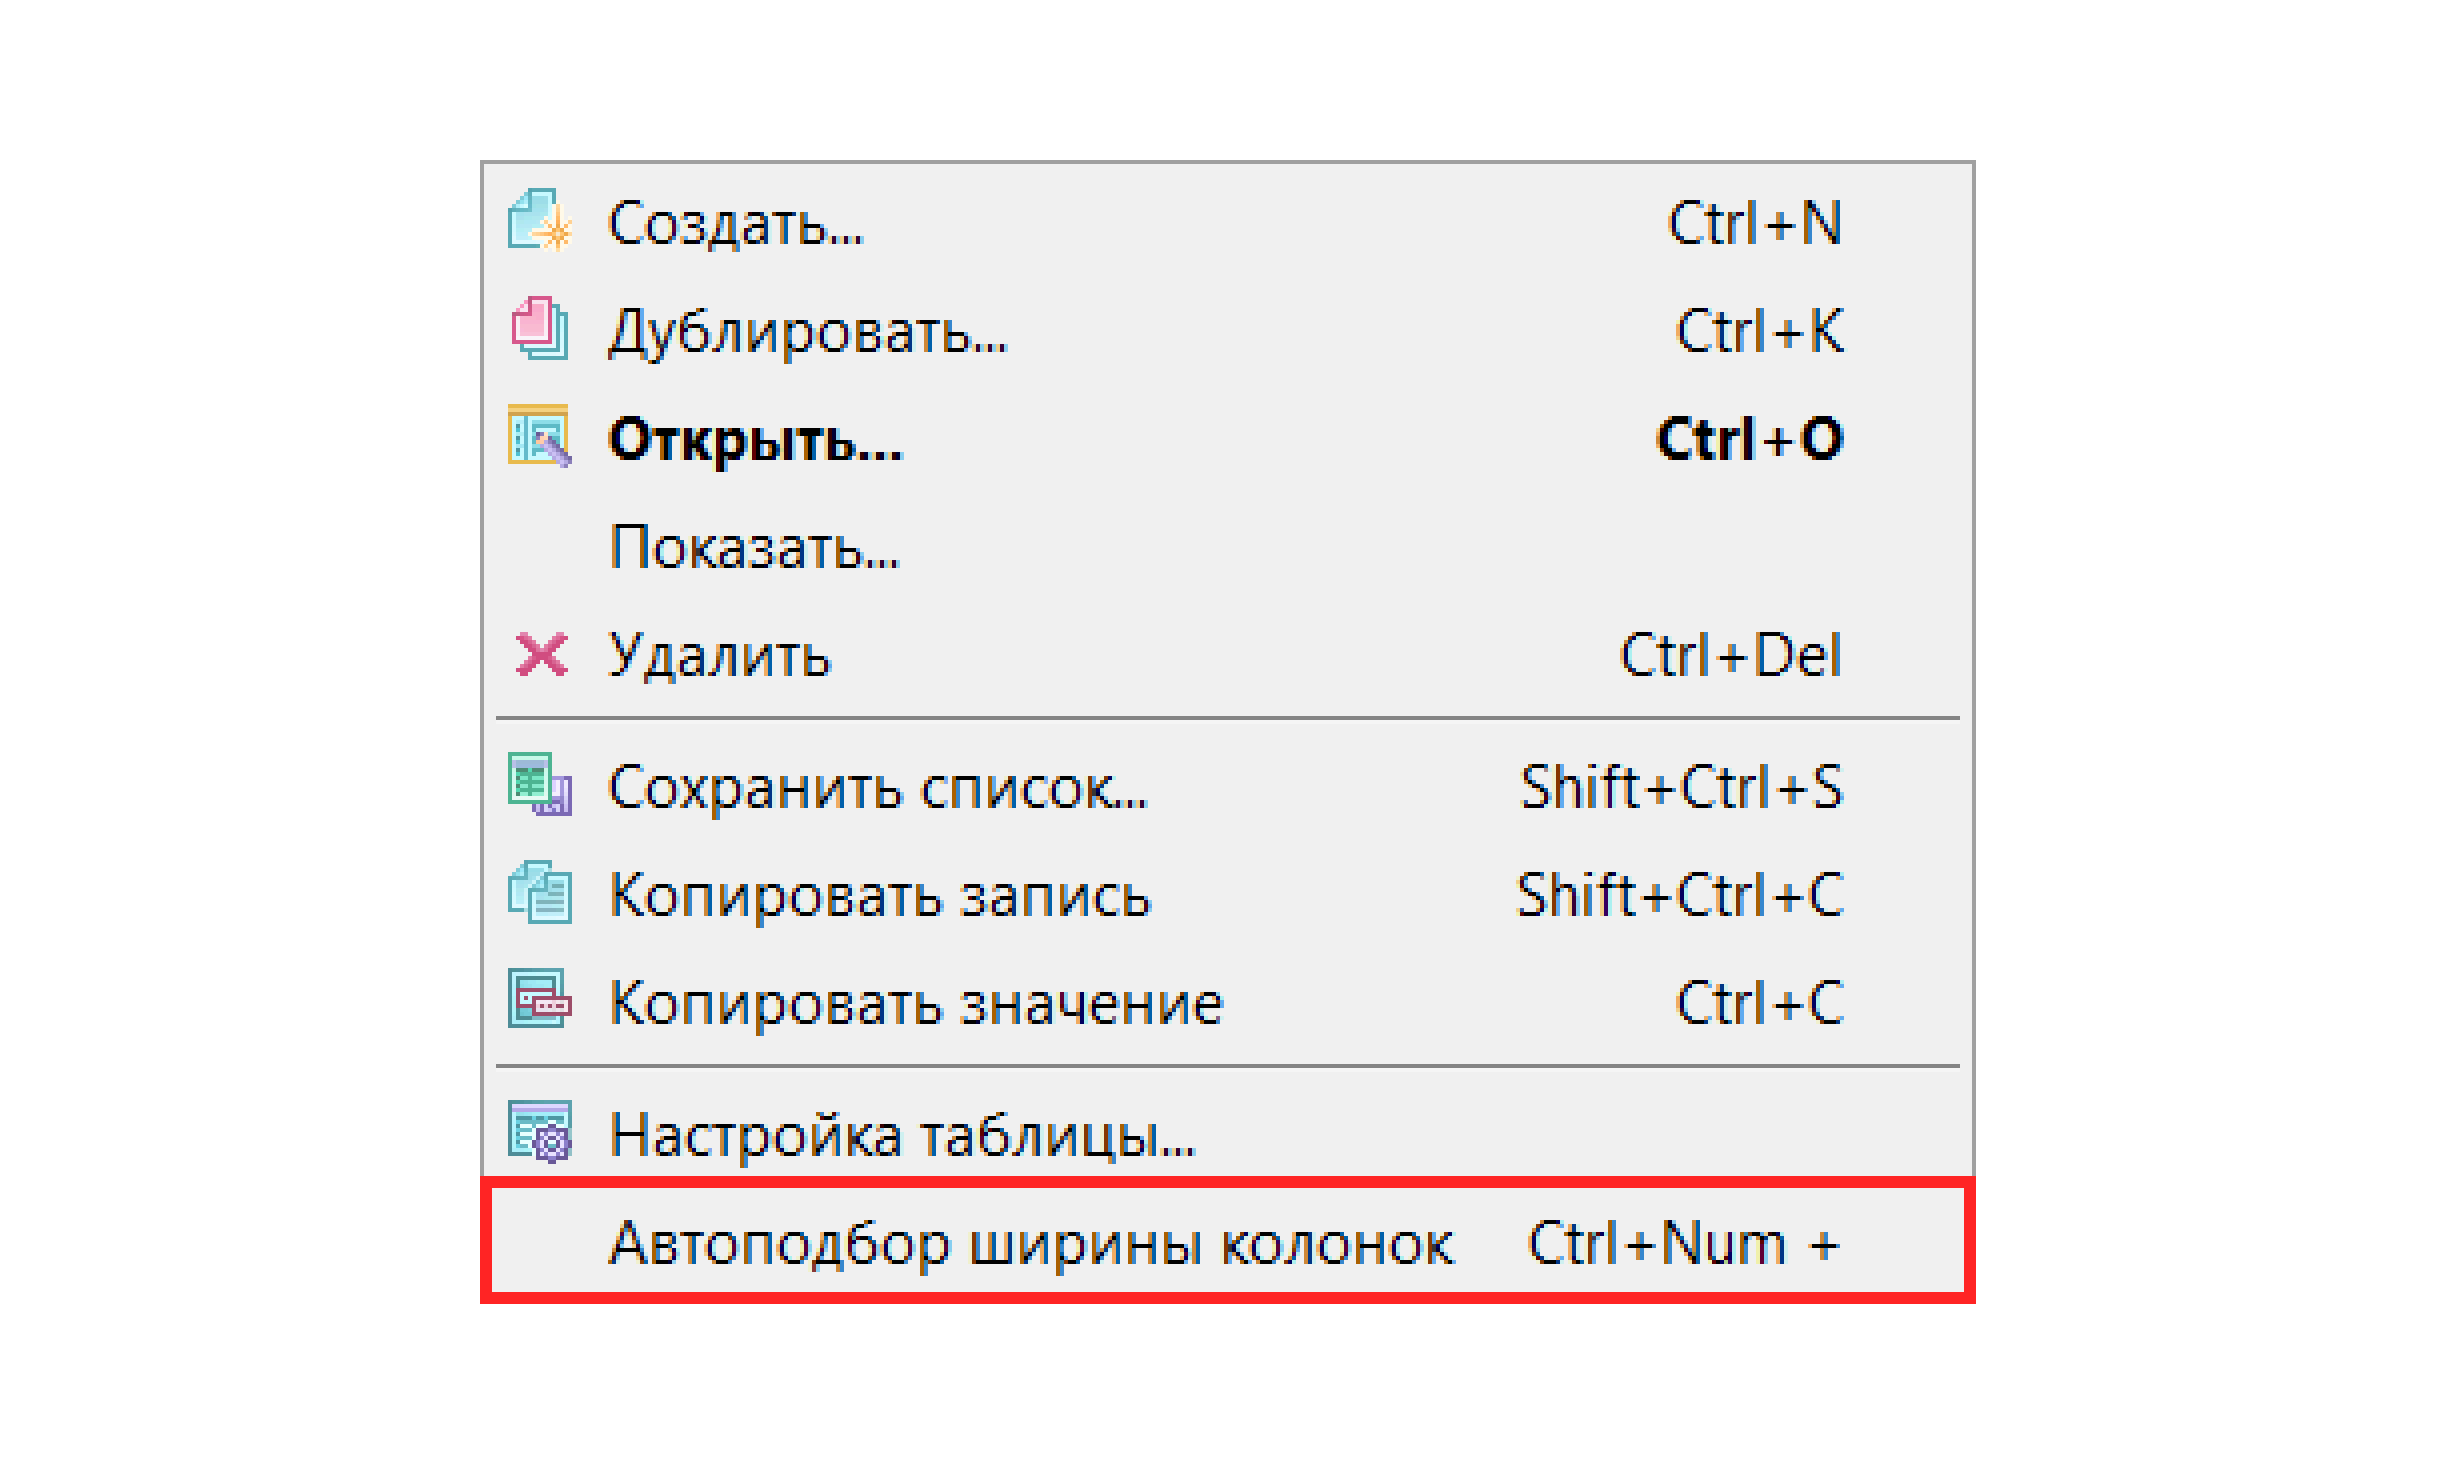 Создать... Ctrl+N
Дублировать... Ctrl+K
Открыть... Ctrl+O
Показать...
Удалить Ctrl+Del
Сохранить список... Shift+Ctrl+S
Копировать запись Shift+Ctrl+C
Копировать значение Ctrl+C
Настройка таблицы...
Автоподбор ширины колонок Ctrl+Num +